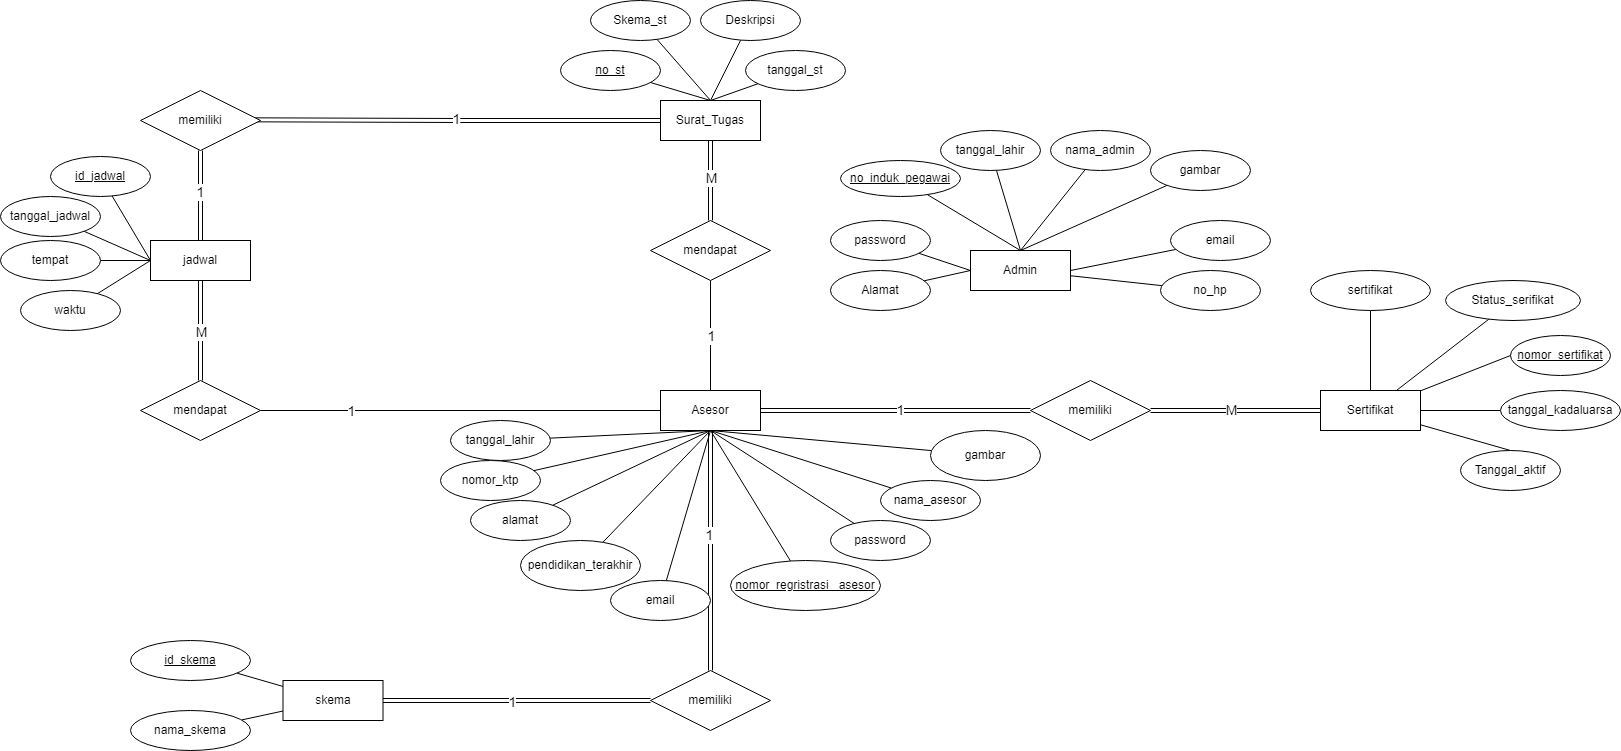 Skema_st
Deskripsi
no_st
tanggal_st
memiliki
1
Surat_Tugas
tanggal_lahir
nama_admin
gambar
id_jadwal
1
M
no_induk_pegawai
tanggal_jadwal
password
email
tempat
jadwal
mendapat
Admin
Alamat
no_hp
sertifikat
Status_serifikat
waktu
M
1
nomor_sertifikat
mendapat
1
Asesor
1
memiliki
M
Sertifikat
tanggal_kadaluarsa
tanggal_lahir
gambar
nomor_ktp
Tanggal_aktif
nama_asesor
alamat
1
password
pendidikan_terakhir
nomor_regristrasi_ asesor
email
id_skema
skema
1
memiliki
nama_skema